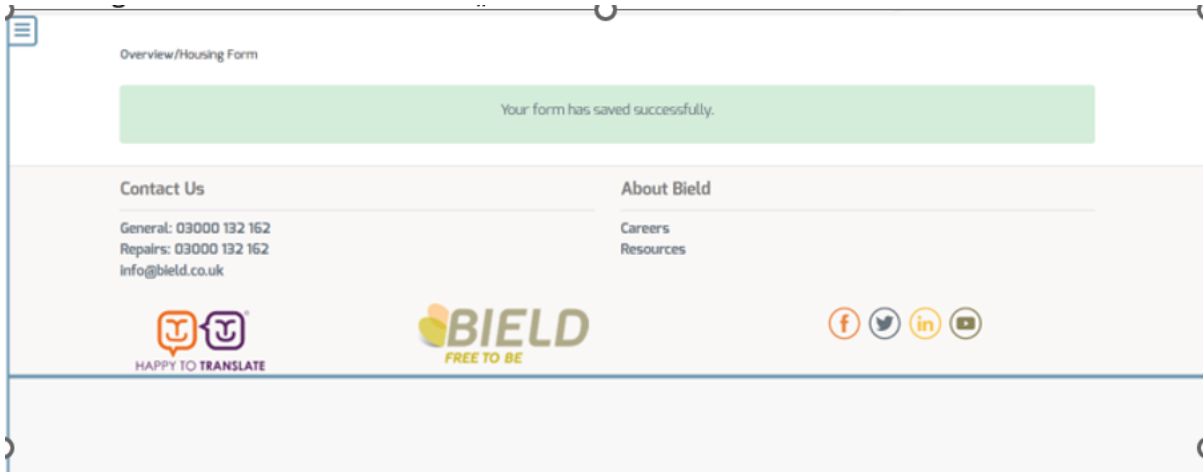 Overview/Housing Form
Your form has saved successfully.
Contact Us
About Bield
General: 03000 132 162
Repairs: 03000 132 162
info@bield.co.uk
Careers
Resources
HAPPY TO TRANSLATE
BIELD
FREE TO BE
f
in